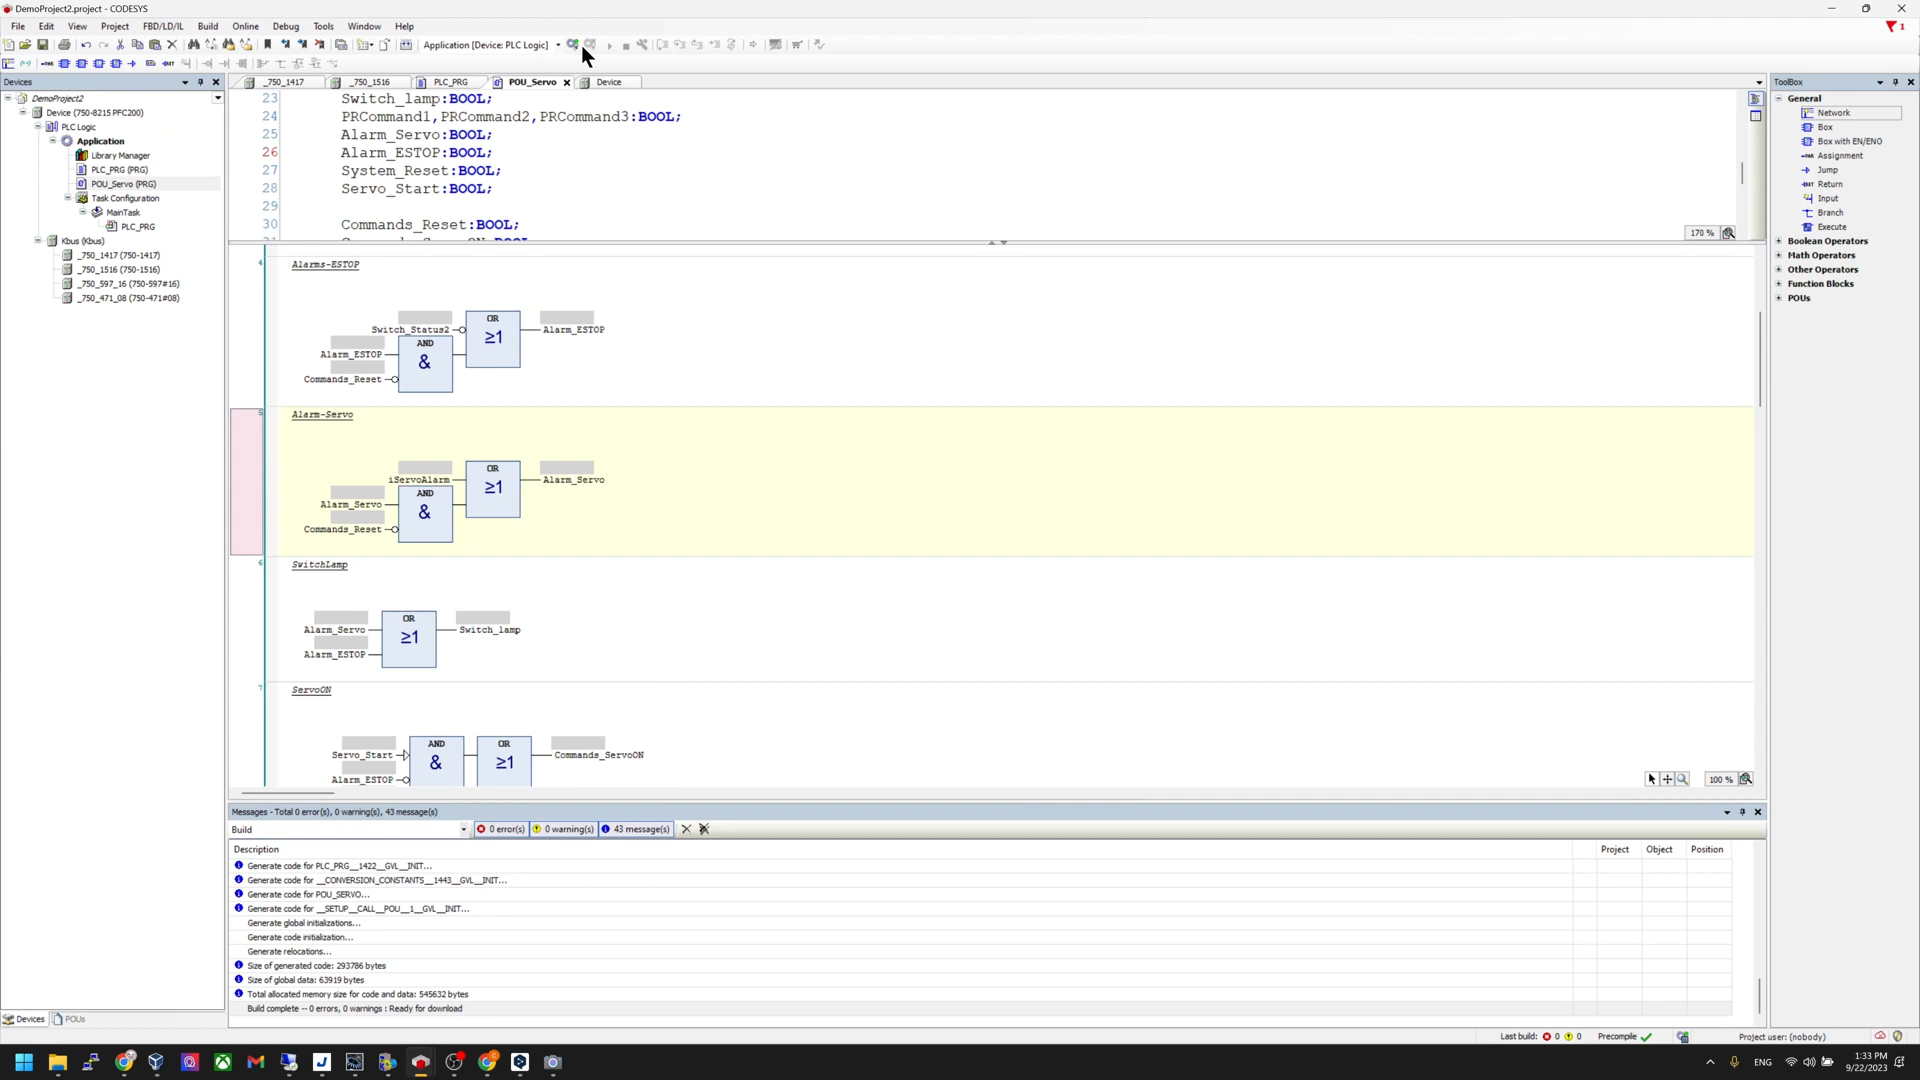 DemoProject2.project - CODESYS
File Edit View Project FBD/LD/IL Build Online Debug Tools Window Help
1
Application [Device: PLC Logic]
Devices
DemoProject2
Device (750-8215 PFC200)
PLC Logic
Application
Library Manager
PLC_PRG (PRG)
POU_Servo (PRG)
Task Configuration
MainTask
PLC_PRG
Kbus (Kbus)
_750_1417 (750-1417)
_750_1516 (750-1516)
_750_597_16 (750-597#16)
_750_471_08 (750-471#08)
Devices POUs
_750_1417 _750_1516 PLC_PRG POU_Servo Device
23 Switch_lamp:BOOL;
24 PRCommand1,PRCommand2,PRCommand3:BOOL;
25 Alarm_Servo:BOOL;
26 Alarm_ESTOP:BOOL;
27 System_Reset:BOOL;
28 Servo_Start:BOOL;
29
30 Commands_Reset:BOOL;
170 %
4 Alarms-ESTOP
OR
Switch_Status2 ≥1 Alarm_ESTOP
AND
Alarm_ESTOP &
Commands_Reset
5 Alarm-Servo
OR
iServoAlarm ≥1 Alarm_Servo
AND
Alarm_Servo &
Commands_Reset
6 SwitchLamp
OR
Alarm_Servo ≥1 Switch_lamp
Alarm_ESTOP
7 ServoON
AND OR
Servo_Start & ≥1 Commands_ServoON
Alarm_ESTOP
100 %
ToolBox
General
Network
Box
Box with EN/ENO
Assignment
Jump
Return
Input
Branch
Execute
Boolean Operators
Math Operators
Other Operators
Function Blocks
POUs
Messages - Total 0 error(s), 0 warning(s), 43 message(s)
Build 0 error(s) 0 warning(s) 43 message(s)
Description Project Object Position
Generate code for PLC_PRG__1422__GVL__INIT...
Generate code for __CONVERSION_CONSTANTS__1443__GVL__INIT...
Generate code for POU_SERVO...
Generate code for __SETUP__CALL__POU__1__GVL__INIT...
Generate global initializations...
Generate code initialization...
Generate relocations...
Size of generated code: 293786 bytes
Size of global data: 63919 bytes
Total allocated memory size for code and data: 545632 bytes
Build complete -- 0 errors, 0 warnings : Ready for download
Last build: 0 0 Precompile Project user: (nobody)
ENG
1:33 PM
9/22/2023